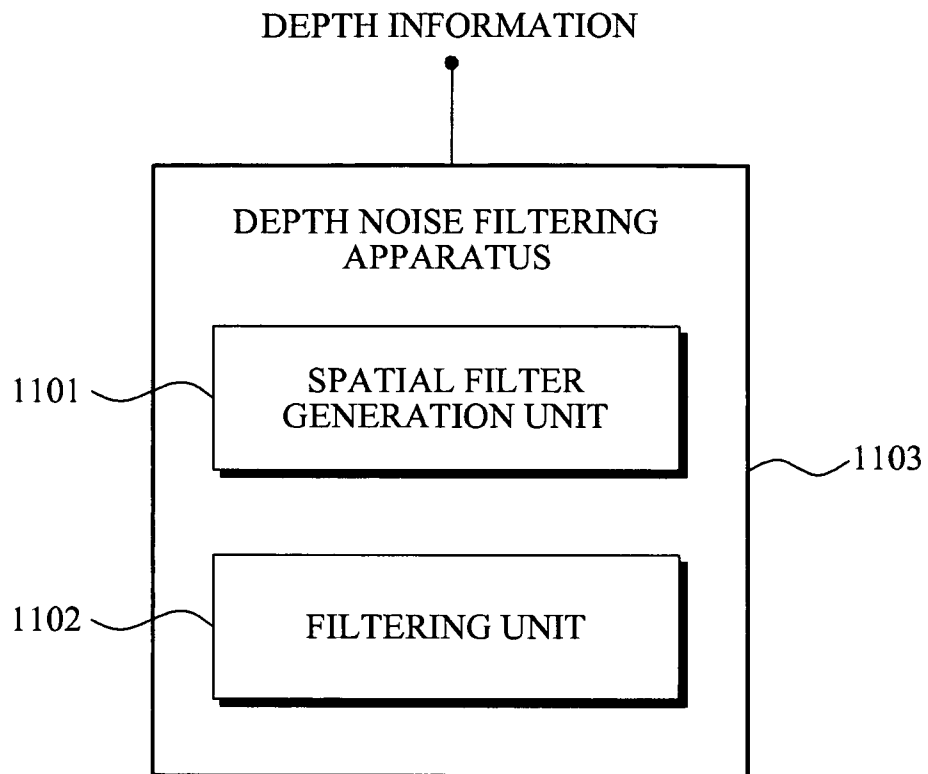 DEPTH INFORMATION
DEPTH NOISE FILTERING
APPARATUS
1101
SPATIAL FILTER
GENERATION UNIT
1103
1102
FILTERING UNIT